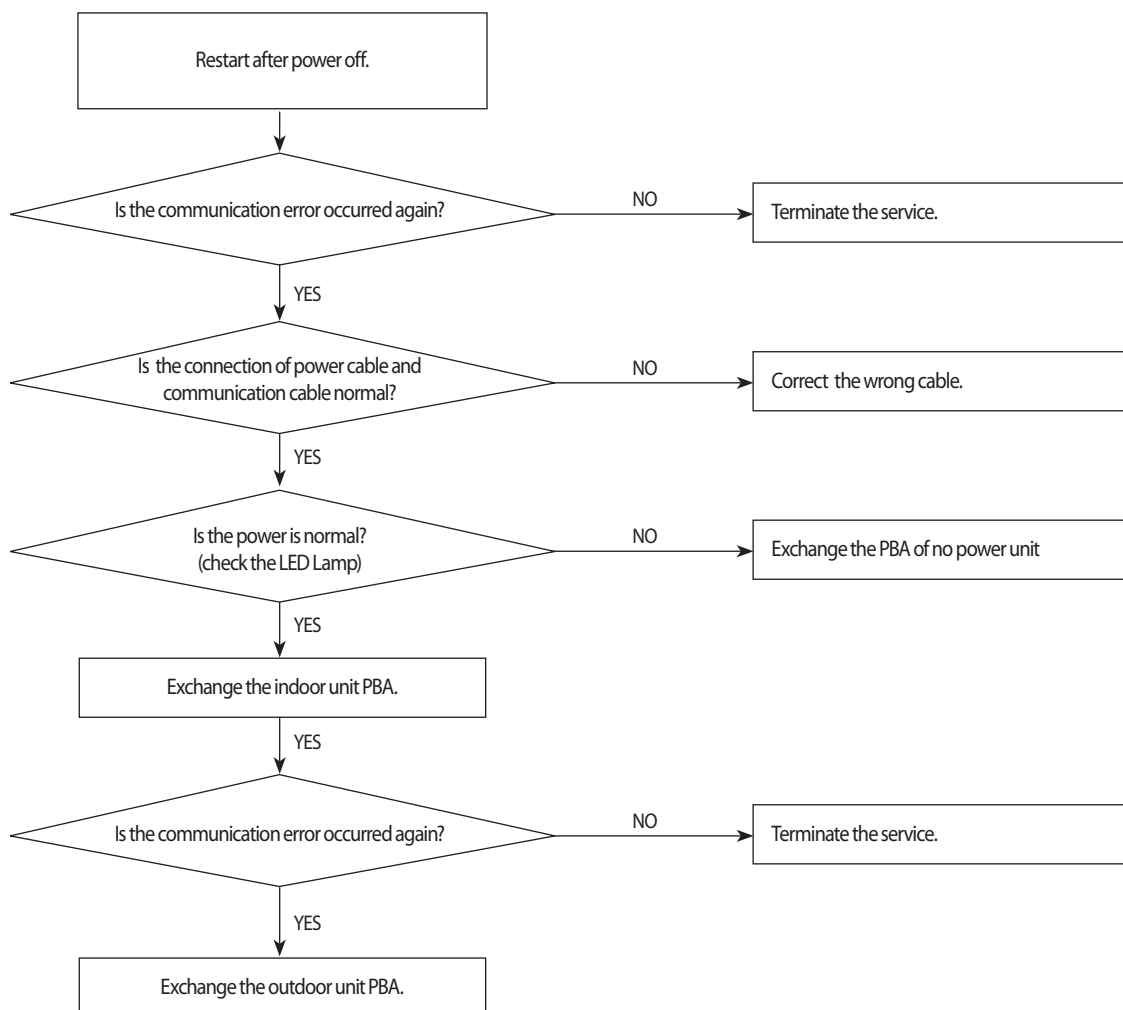 Restart after power off.
Is the communication error occurred again?
NO
Terminate the service.
YES
Is the connection of power cable and
communication cable normal?
NO
Correct the wrong cable.
YES
Is the power is normal?
(check the LED Lamp)
NO
Exchange the PBA of no power unit
YES
Exchange the indoor unit PBA.
YES
Is the communication error occurred again?
NO
Terminate the service.
YES
Exchange the outdoor unit PBA.